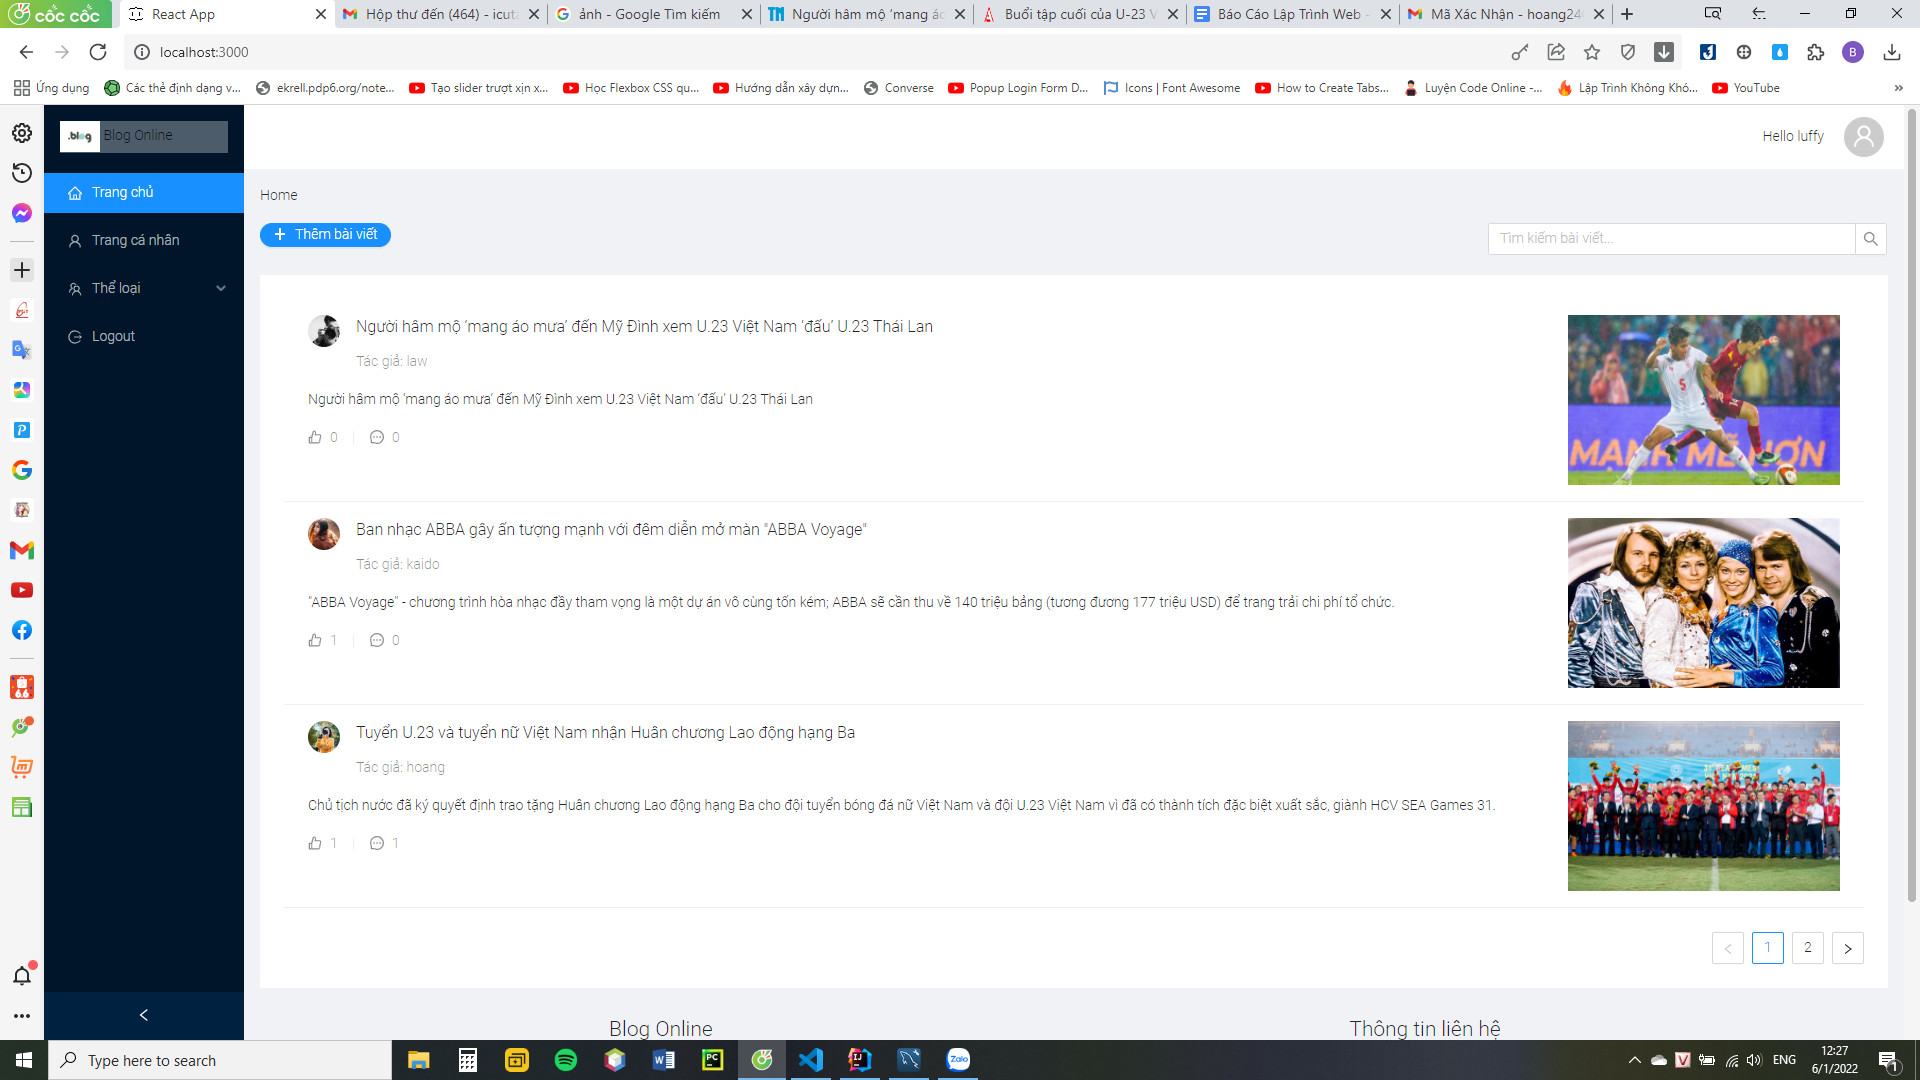 cốc cốc
React App
Hộp thư đến (464) - icuta
ảnh - Google Tìm kiếm
Người hâm mộ 'mang áo
Buổi tập cuối của U-23 V
Báo Cáo Lập Trình Web -
Mã Xác Nhận - hoang24
localhost:3000
B
Ứng dụng
Các thẻ định dạng v...
ekrell.pdp6.org/note...
Tạo slider trượt xịn x...
Học Flexbox CSS qu...
Hướng dẫn xây dựn...
Converse
Popup Login Form D...
Icons | Font Awesome
How to Create Tabs...
Luyện Code Online -...
Lập Trình Không Khó...
YouTube
.blog Blog Online
Hello luffy
Trang chủ
Trang cá nhân
Thể loại
Logout
Home
Thêm bài viết
Tìm kiếm bài viết...
Người hâm mộ ‘mang áo mưa’ đến Mỹ Đình xem U.23 Việt Nam ‘đấu’ U.23 Thái Lan
Tác giả: law
Người hâm mộ ‘mang áo mưa’ đến Mỹ Đình xem U.23 Việt Nam ‘đấu’ U.23 Thái Lan
0 0
5
MẠNH MẼ HƠN
Ban nhạc ABBA gây ấn tượng mạnh với đêm diễn mở màn "ABBA Voyage"
Tác giả: kaido
"ABBA Voyage" - chương trình hòa nhạc đầy tham vọng là một dự án vô cùng tốn kém; ABBA sẽ cần thu về 140 triệu bảng (tương đương 177 triệu USD) để trang trải chi phí tổ chức.
1 0
Tuyển U.23 và tuyển nữ Việt Nam nhận Huân chương Lao động hạng Ba
Tác giả: hoang
Chủ tịch nước đã ký quyết định trao tặng Huân chương Lao động hạng Ba cho đội tuyển bóng đá nữ Việt Nam và đội U.23 Việt Nam vì đã có thành tích đặc biệt xuất sắc, giành HCV SEA Games 31.
1 1
< 1 2 >
Blog Online
Thông tin liên hệ
Type here to search
ENG
12:27
6/1/2022
1